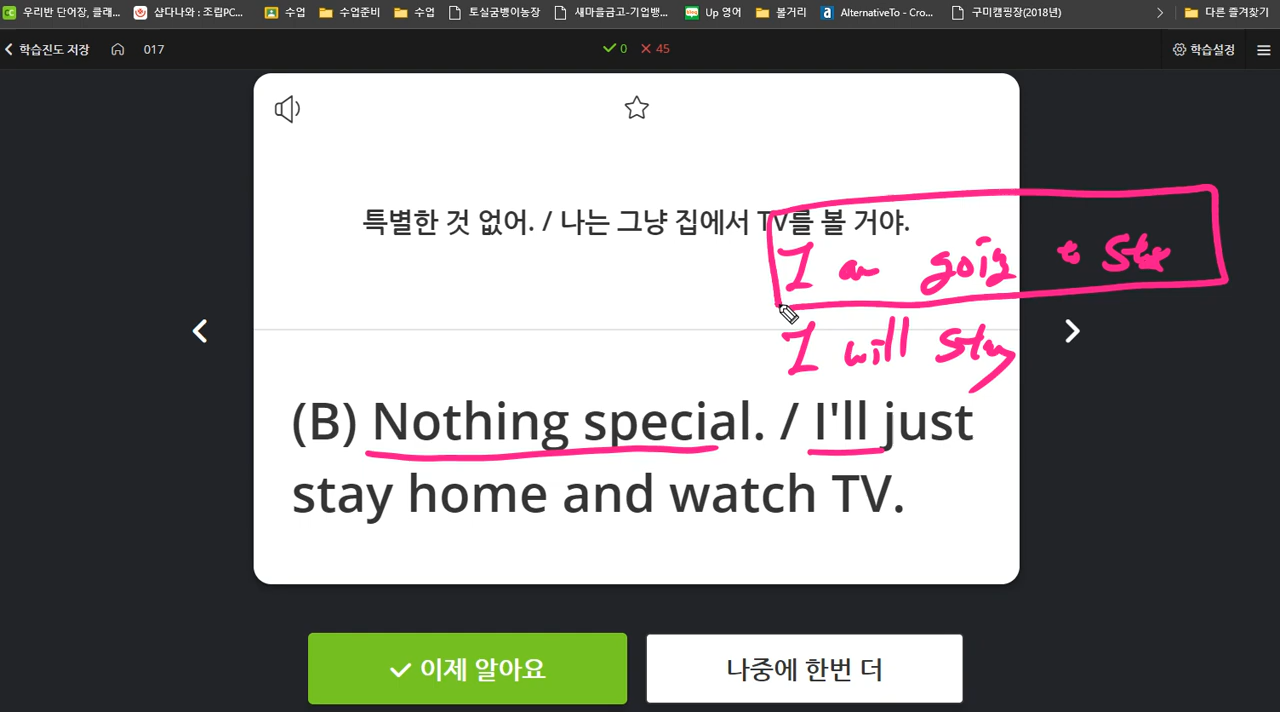 우리반 단어장, 클래... 샵다나와 : 조립PC... 수업 수업준비 수업 토실굼벵이농장 새마을금고-기업뱅... Up 영어 볼거리 AlternativeTo - Cro... 구미캠핑장(2018년) 다른 즐겨찾기
학습진도 저장 017 0 45 학습설정
특별한 것 없어. / 나는 그냥 집에서 TV를 볼 거야.
I am going to stay
I will stay
(B) Nothing special. / I'll just
stay home and watch TV.
이제 알아요 나중에 한번 더